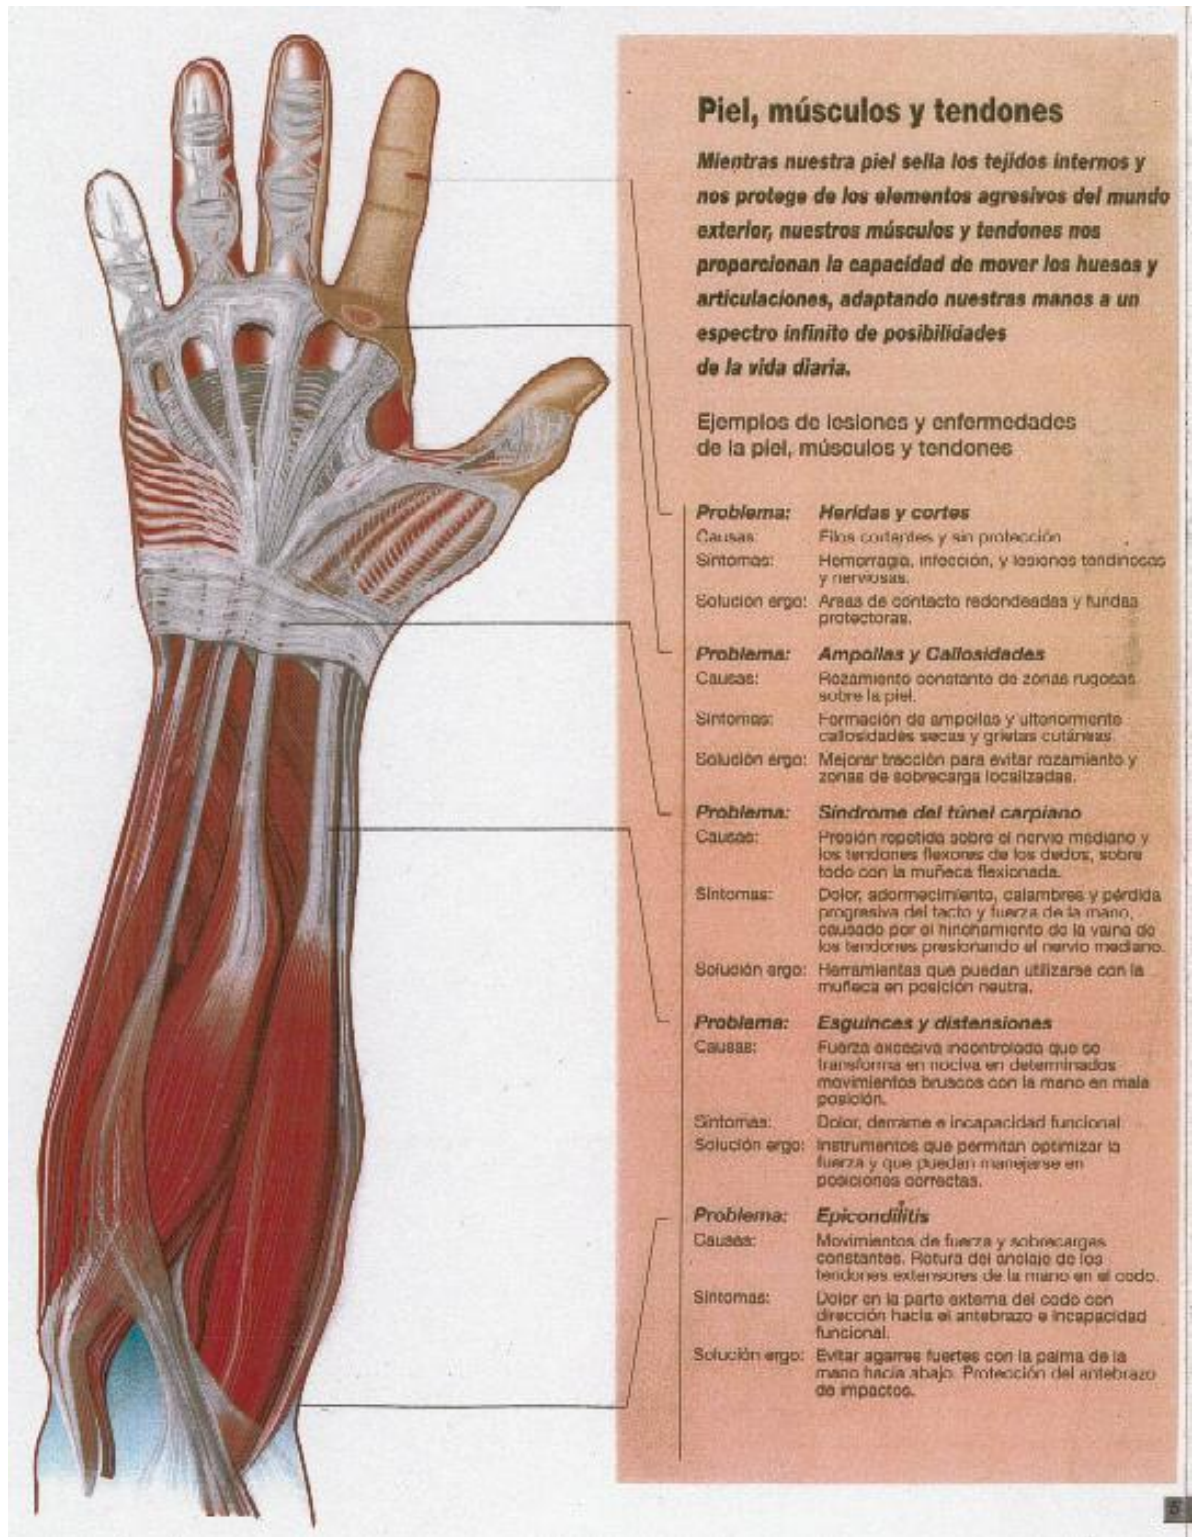 Piel, músculos y tendones
Mientras nuestra piel sella los tejidos internos y
nos protege de los elementos agresivos del mundo
exterior, nuestros músculos y tendones nos
proporcionan la capacidad de mover los huesos y
articulaciones, adaptando nuestras manos a un
espectro infinito de posibilidades
de la vida diaria.
Ejemplos de lesiones y enfermedades
de la piel, músculos y tendones
Problema: Heridas y cortes
Causas: Filos cortantes y sin protección
Síntomas: Hemorragia, infección, y lesiones tendinosas
y nerviosas.
Solución ergo: Areas de contacto redondeadas y fundas
protectoras.
Problema: Ampollas y Callosidades
Causas: Rozamiento constante de zonas rugosas
sobre la piel.
Síntomas: Formación de ampollas y ulteriormente
callosidades secas y grietas cutáneas.
Solución ergo: Mejorar tracción para evitar rozamiento y
zonas de sobrecarga localizadas.
Problema: Síndrome del túnel carpiano
Causas: Presión repetida sobre el nervio mediano y
los tendones flexores de los dedos, sobre
todo con la muñeca flexionada.
Síntomas: Dolor, adormecimiento, calambres y pérdida
progresiva del tacto y fuerza de la mano,
causado por el hinchamiento de la vaina de
los tendones presionando el nervio mediano.
Solución ergo: Herramientas que puedan utilizarse con la
muñeca en posición neutra.
Problema: Esguinces y distensiones
Causas: Fuerza excesiva incontrolada que se
transforma en nociva en determinados
movimientos bruscos con la mano en mala
posición.
Síntomas: Dolor, derrame e incapacidad funcional
Solución ergo: Instrumentos que permitan optimizar la
fuerza y que puedan manejarse en
posiciones correctas.
Problema: Epicondilitis
Causas: Movimientos de fuerza y sobrecargas
constantes. Rotura del anclaje de los
tendones extensores de la mano en el codo.
Síntomas: Dolor en la parte externa del codo con
dirección hacia el antebrazo e incapacidad
funcional.
Solución ergo: Evitar agarres fuertes con la palma de la
mano hacia abajo. Protección del antebrazo
de impactos.
5